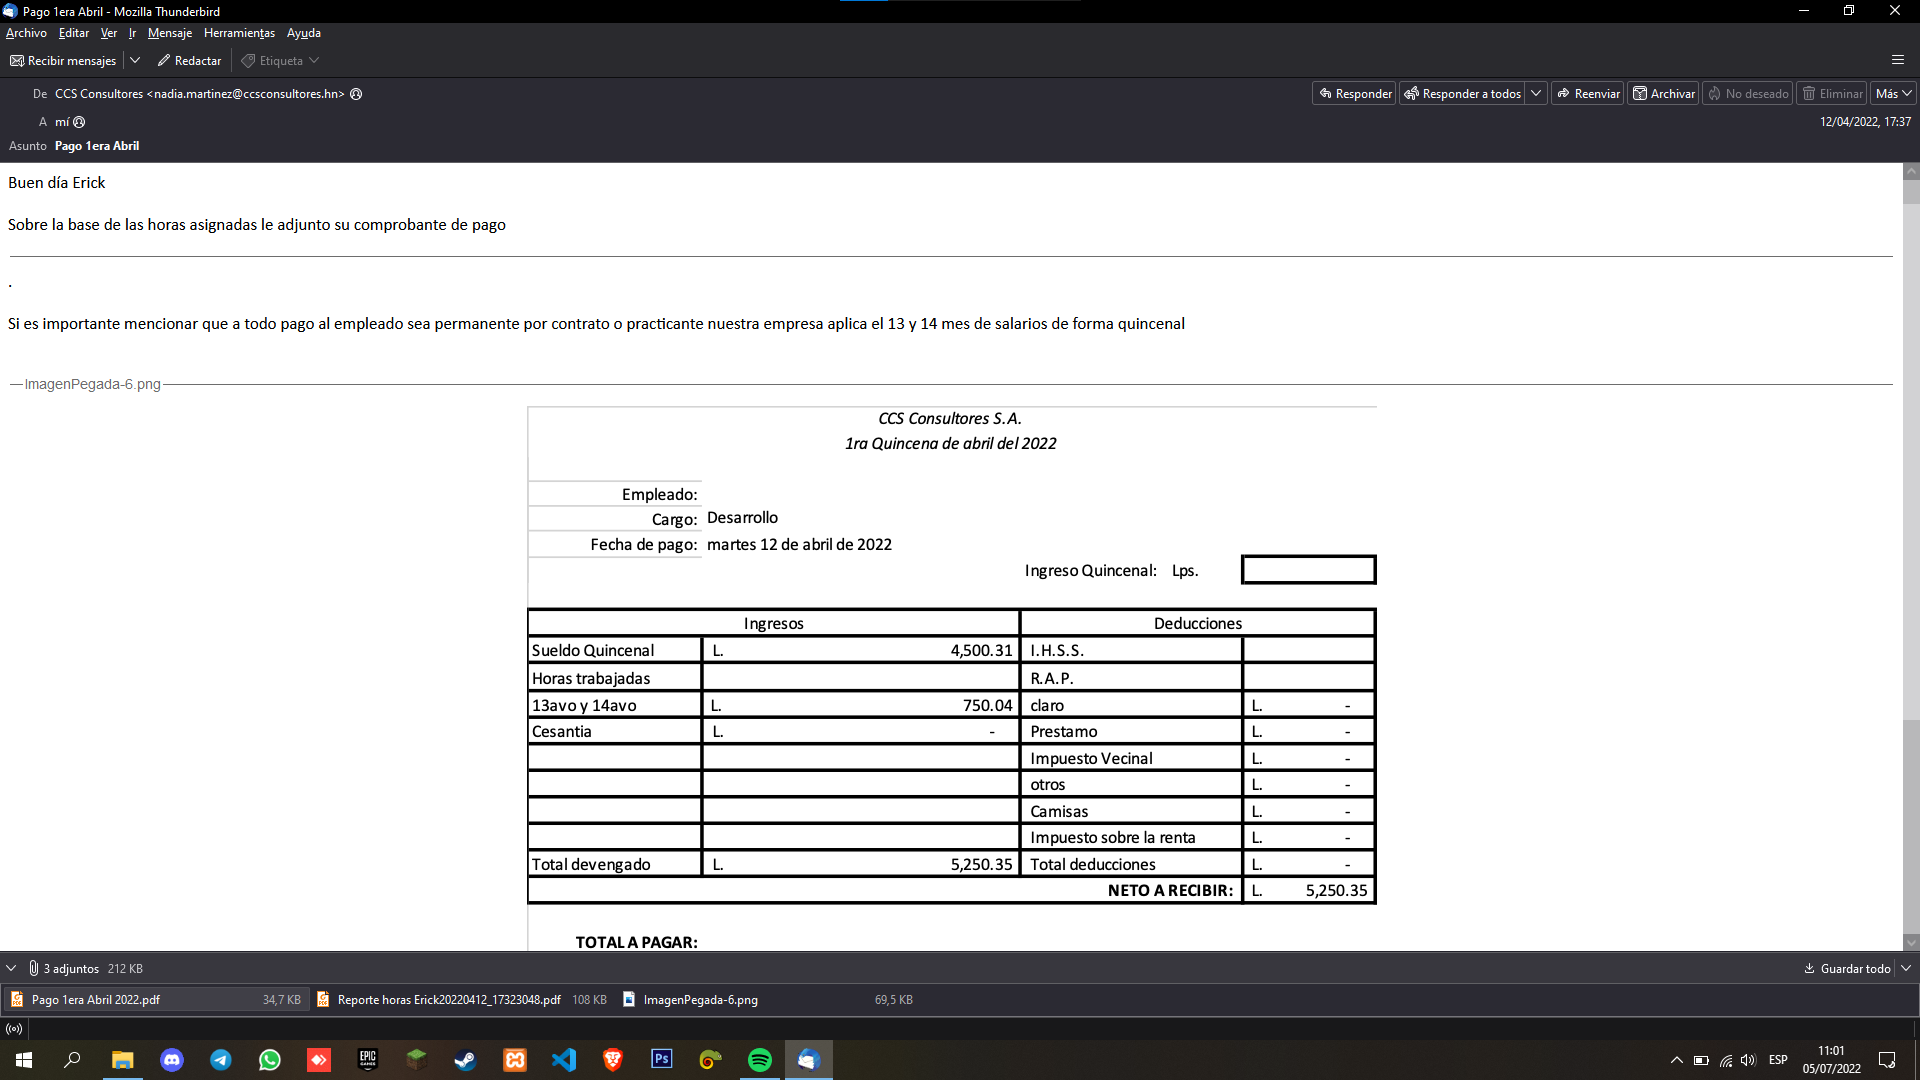 Pago 1era Abril - Mozilla Thunderbird
Archivo Editar Ver Ir Mensaje Herramientas Ayuda
Recibir mensajes Redactar Etiqueta
De CCS Consultores <nadia.martinez@ccsconsultores.hn>
Responder Responder a todos Reenviar Archivar No deseado Eliminar Más
A mí
12/04/2022, 17:37
Asunto Pago 1era Abril
Buen día Erick
Sobre la base de las horas asignadas le adjunto su comprobante de pago
.
Si es importante mencionar que a todo pago al empleado sea permanente por contrato o practicante nuestra empresa aplica el 13 y 14 mes de salarios de forma quincenal
ImagenPegada-6.png
CCS Consultores S.A.
1ra Quincena de abril del 2022
Empleado:
Cargo: Desarrollo
Fecha de pago: martes 12 de abril de 2022
Ingreso Quincenal: Lps.
Ingresos Deducciones
Sueldo Quincenal L. 4,500.31 I.H.S.S.
Horas trabajadas R.A.P.
13avo y 14avo L. 750.04 claro L. -
Cesantia L. - Prestamo L. -
Impuesto Vecinal L. -
otros L. -
Camisas L. -
Impuesto sobre la renta L. -
Total devengado L. 5,250.35 Total deducciones L. -
NETO A RECIBIR: L. 5,250.35
TOTAL A PAGAR:
3 adjuntos 212 KB Guardar todo
Pago 1era Abril 2022.pdf 34,7 KB Reporte horas Erick20220412_17323048.pdf 108 KB ImagenPegada-6.png 69,5 KB
EPIC GAMES
Ps
ESP
11:01
05/07/2022